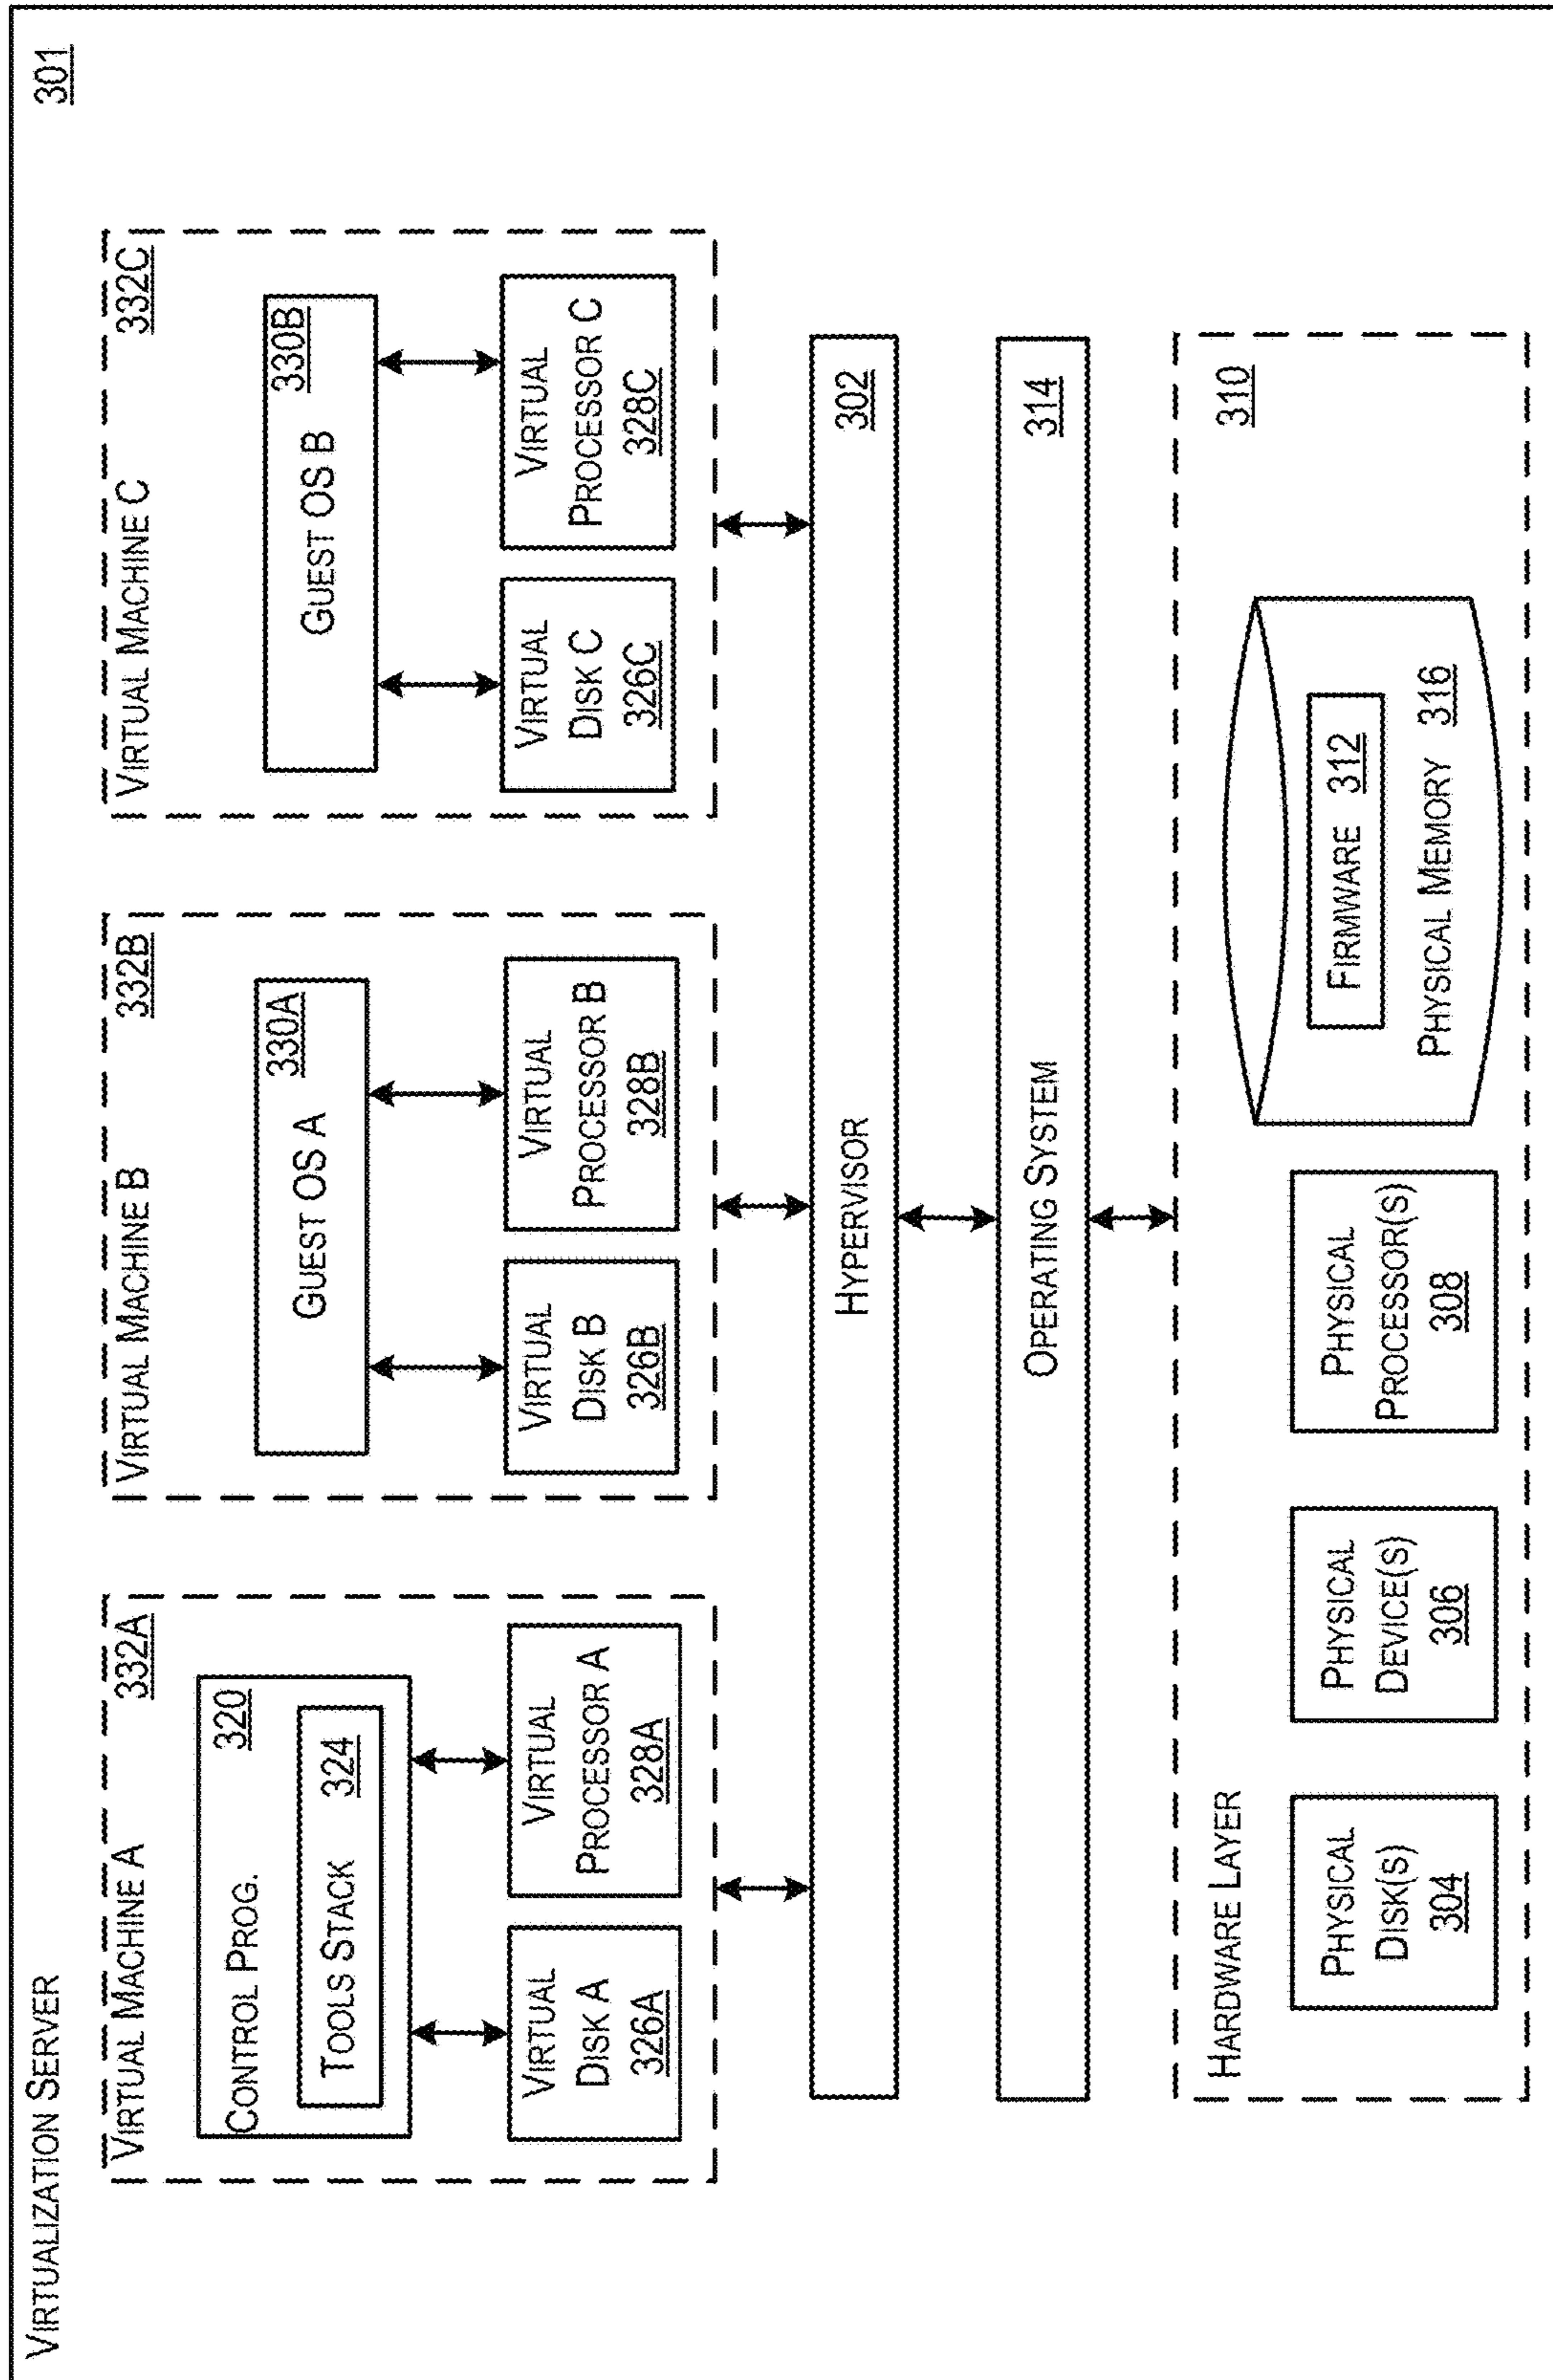 VIRTUALIZATION SERVER
301
VIRTUAL MACHINE A
332A
CONTROL PROG.
320
TOOLS STACK 324
VIRTUAL
DISK A
326A
VIRTUAL
PROCESSOR A
328A
VIRTUAL MACHINE B
332B
330A
GUEST OS A
VIRTUAL
DISK B
326B
VIRTUAL
PROCESSOR B
328B
VIRTUAL MACHINE C
332C
330B
GUEST OS B
VIRTUAL
DISK C
326C
VIRTUAL
PROCESSOR C
328C
HYPERVISOR
302
OPERATING SYSTEM
314
HARDWARE LAYER
310
PHYSICAL
DISK(S)
304
PHYSICAL
DEVICE(S)
306
PHYSICAL
PROCESSOR(S)
308
FIRMWARE 312
PHYSICAL MEMORY 316